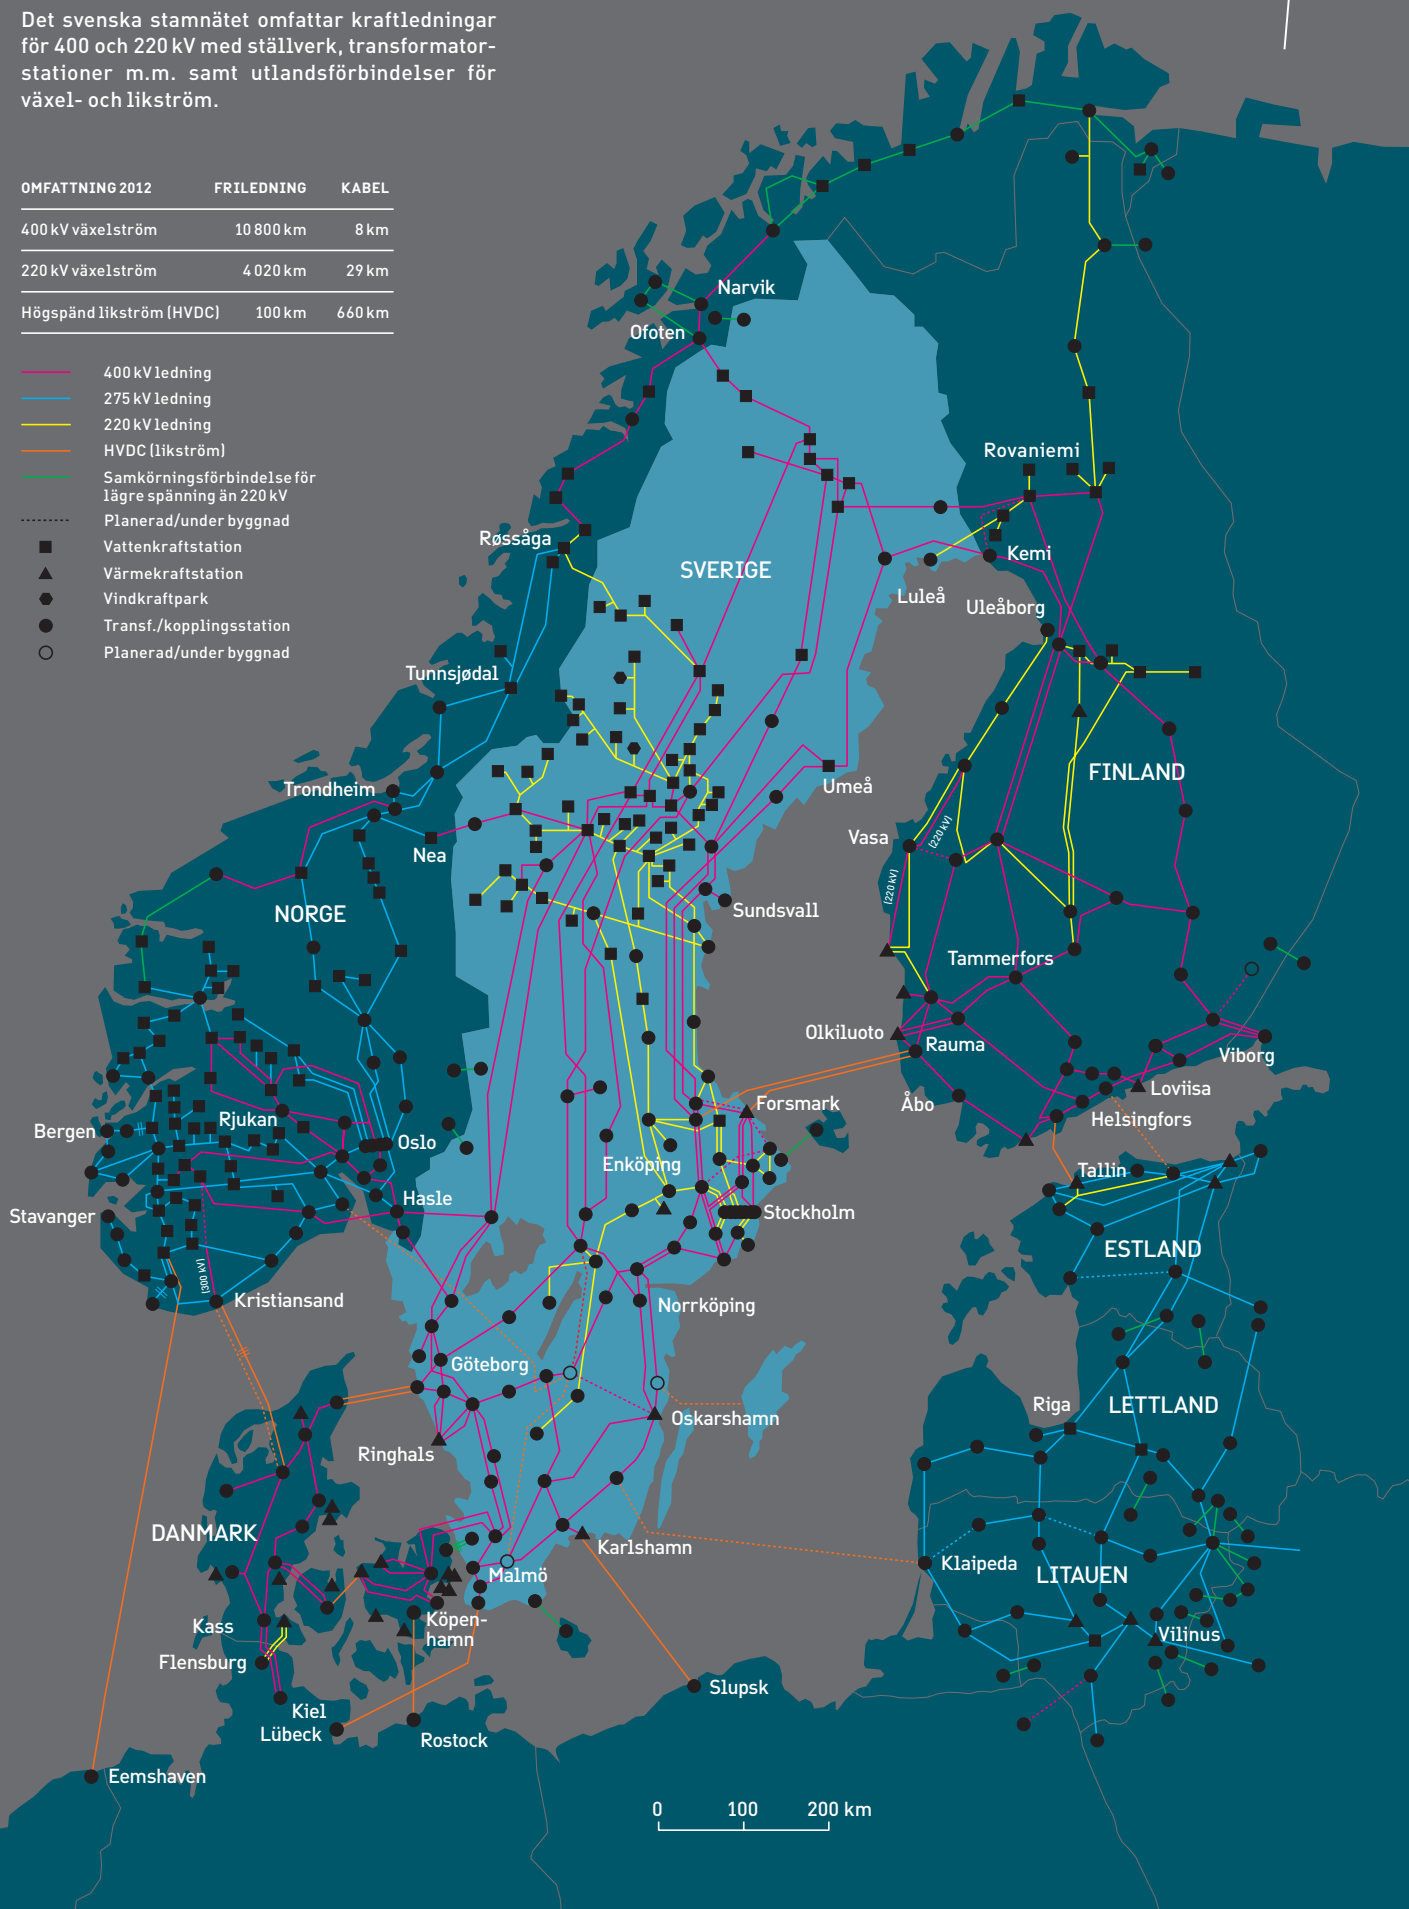 Det svenska stamnätet omfattar kraftledningar
för 400 och 220 kV med ställverk, transformator-
stationer m.m. samt utlandsförbindelser för
växel- och likström.
OMFATTNING 2012 FRILEDNING KABEL
400 kV växelström 10 800 km 8 km
220 kV växelström 4 020 km 29 km
Högspänd likström (HVDC) 100 km 660 km
400 kV ledning
275 kV ledning
220 kV ledning
HVDC (likström)
Samkörningsförbindelse för
lägre spänning än 220 kV
Planerad/under byggnad
Vattenkraftstation
Värmekraftstation
Vindkraftpark
Transf./kopplingsstation
Planerad/under byggnad
Narvik
Ofoten
Rovaniemi
Røssåga
SVERIGE
Kemi
Luleå
Uleåborg
Tunnsjødal
FINLAND
Trondheim
Umeå
Vasa
(220 kV)
Nea
(220 kV)
NORGE
Sundsvall
Tammerfors
Olkiluoto
Rauma
Viborg
Loviisa
Åbo
Forsmark
Helsingfors
Rjukan
Bergen
Oslo
Enköping
Tallin
Hasle
Stavanger
Stockholm
ESTLAND
(300 kV)
Kristiansand
Norrköping
Göteborg
Riga
LETTLAND
Oskarshamn
Ringhals
DANMARK
Karlshamn
Klaipeda
Malmö
LITAUEN
Kass
Köpen-
hamn
Vilinus
Flensburg
Slupsk
Kiel
Lübeck
Rostock
Eemshaven
0 100 200 km